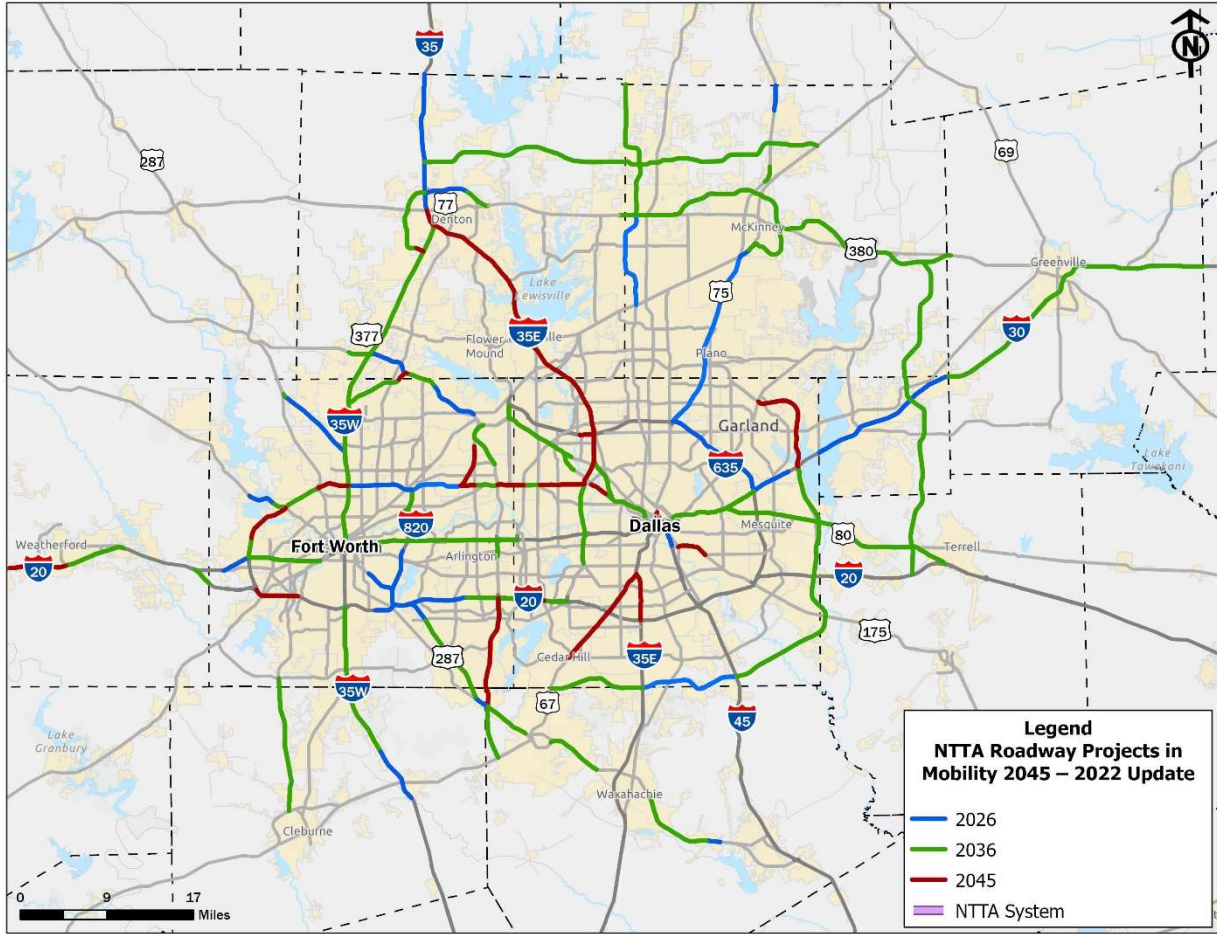 N
35
287
69
77
Denton
McKinney
380
Greenville
Lake
Lewisville
75
30
35E
377
Flower
Mound
Plano
35W
Garland
635
Lake
Tawakoni
820
Dallas
Mesquite
80
Weatherford
20
Fort Worth
Arlington
Terrell
20
20
175
287
Cedar Hill
35E
35W
67
45
Lake
Granbury
Waxahachie
Cleburne
Legend
NTTA Roadway Projects in
Mobility 2045 – 2022 Update
2026
2036
2045
NTTA System
0 9 17
Miles